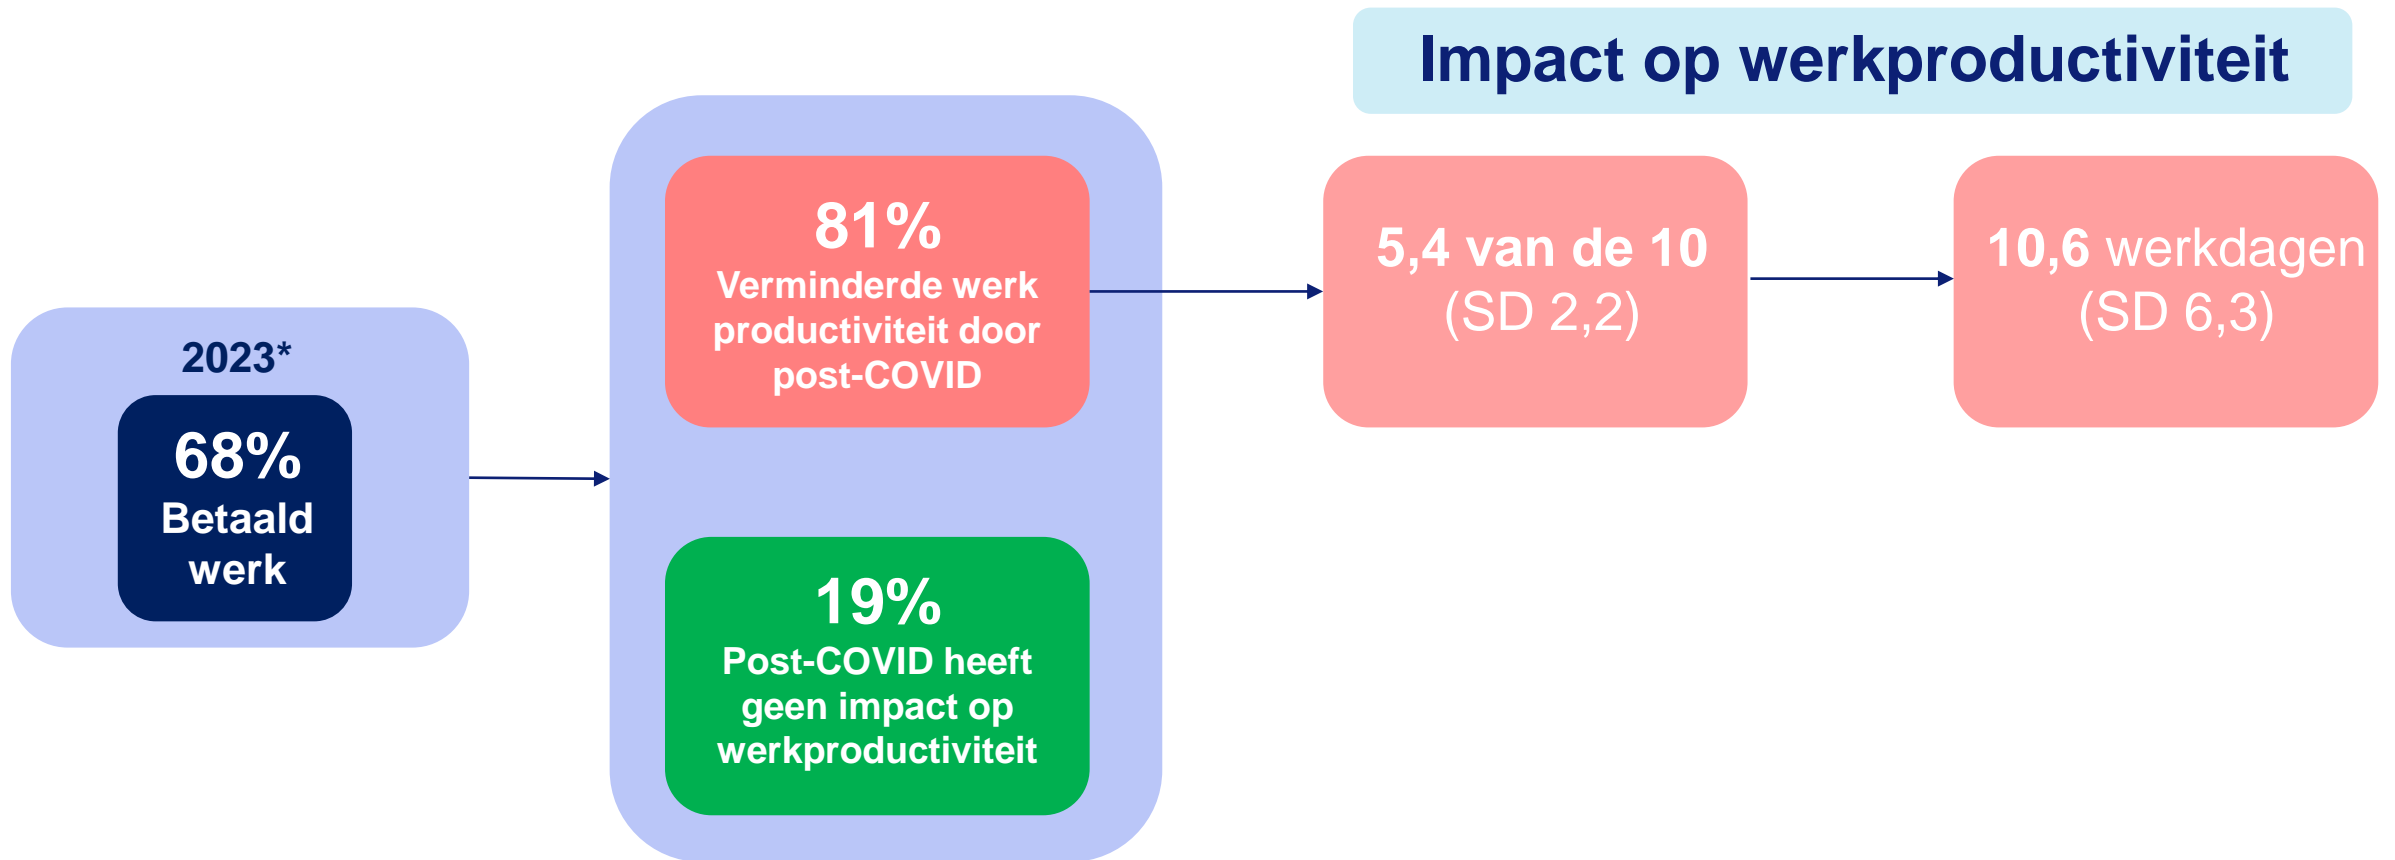 Impact op werkproductiviteit
2023*
68%
Betaald
werk
81%
Verminderde werk
productiviteit door
post-COVID
19%
Post-COVID heeft
geen impact op
werkproductiviteit
5,4 van de 10
(SD 2,2)
10,6 werkdagen
(SD 6,3)